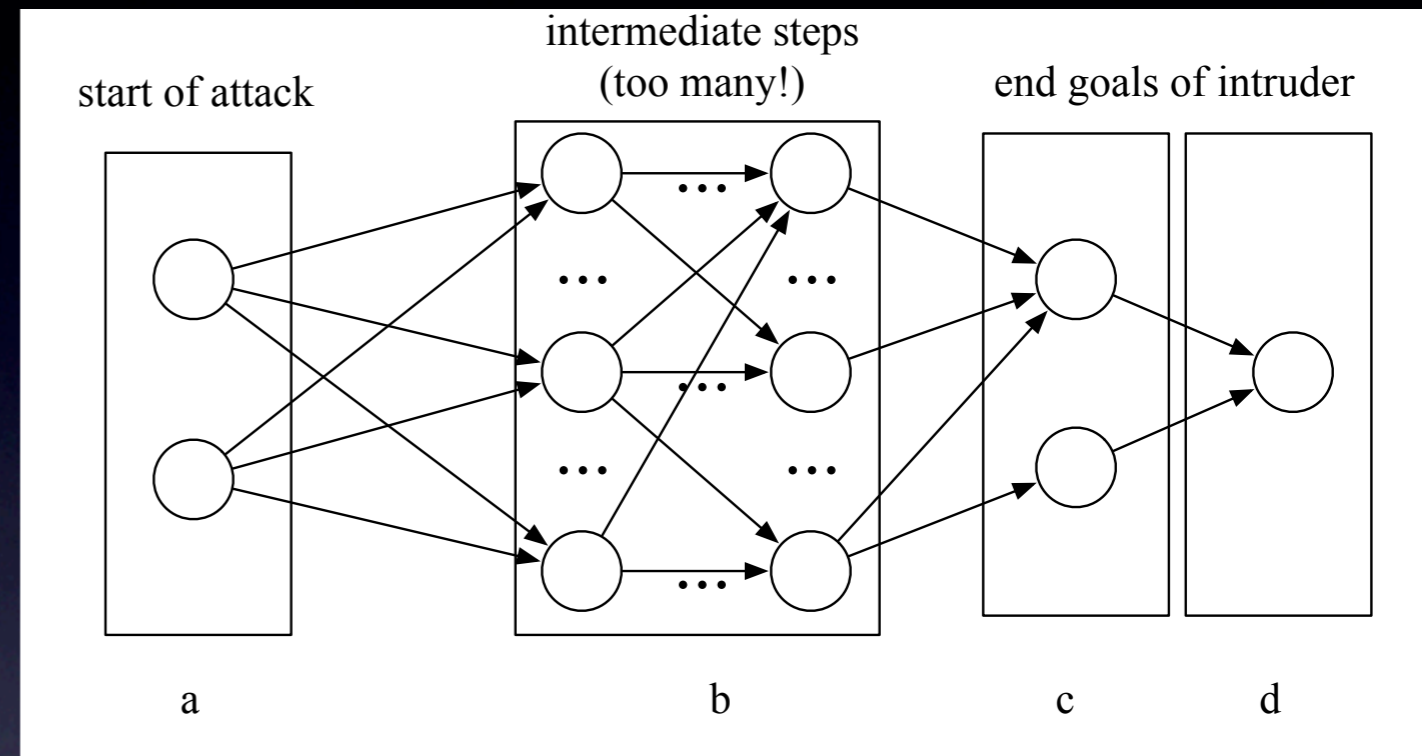 intermediate steps
(too many!)
start of attack
end goals of intruder
...
...
...
...
...
...
...
a
b
c
d